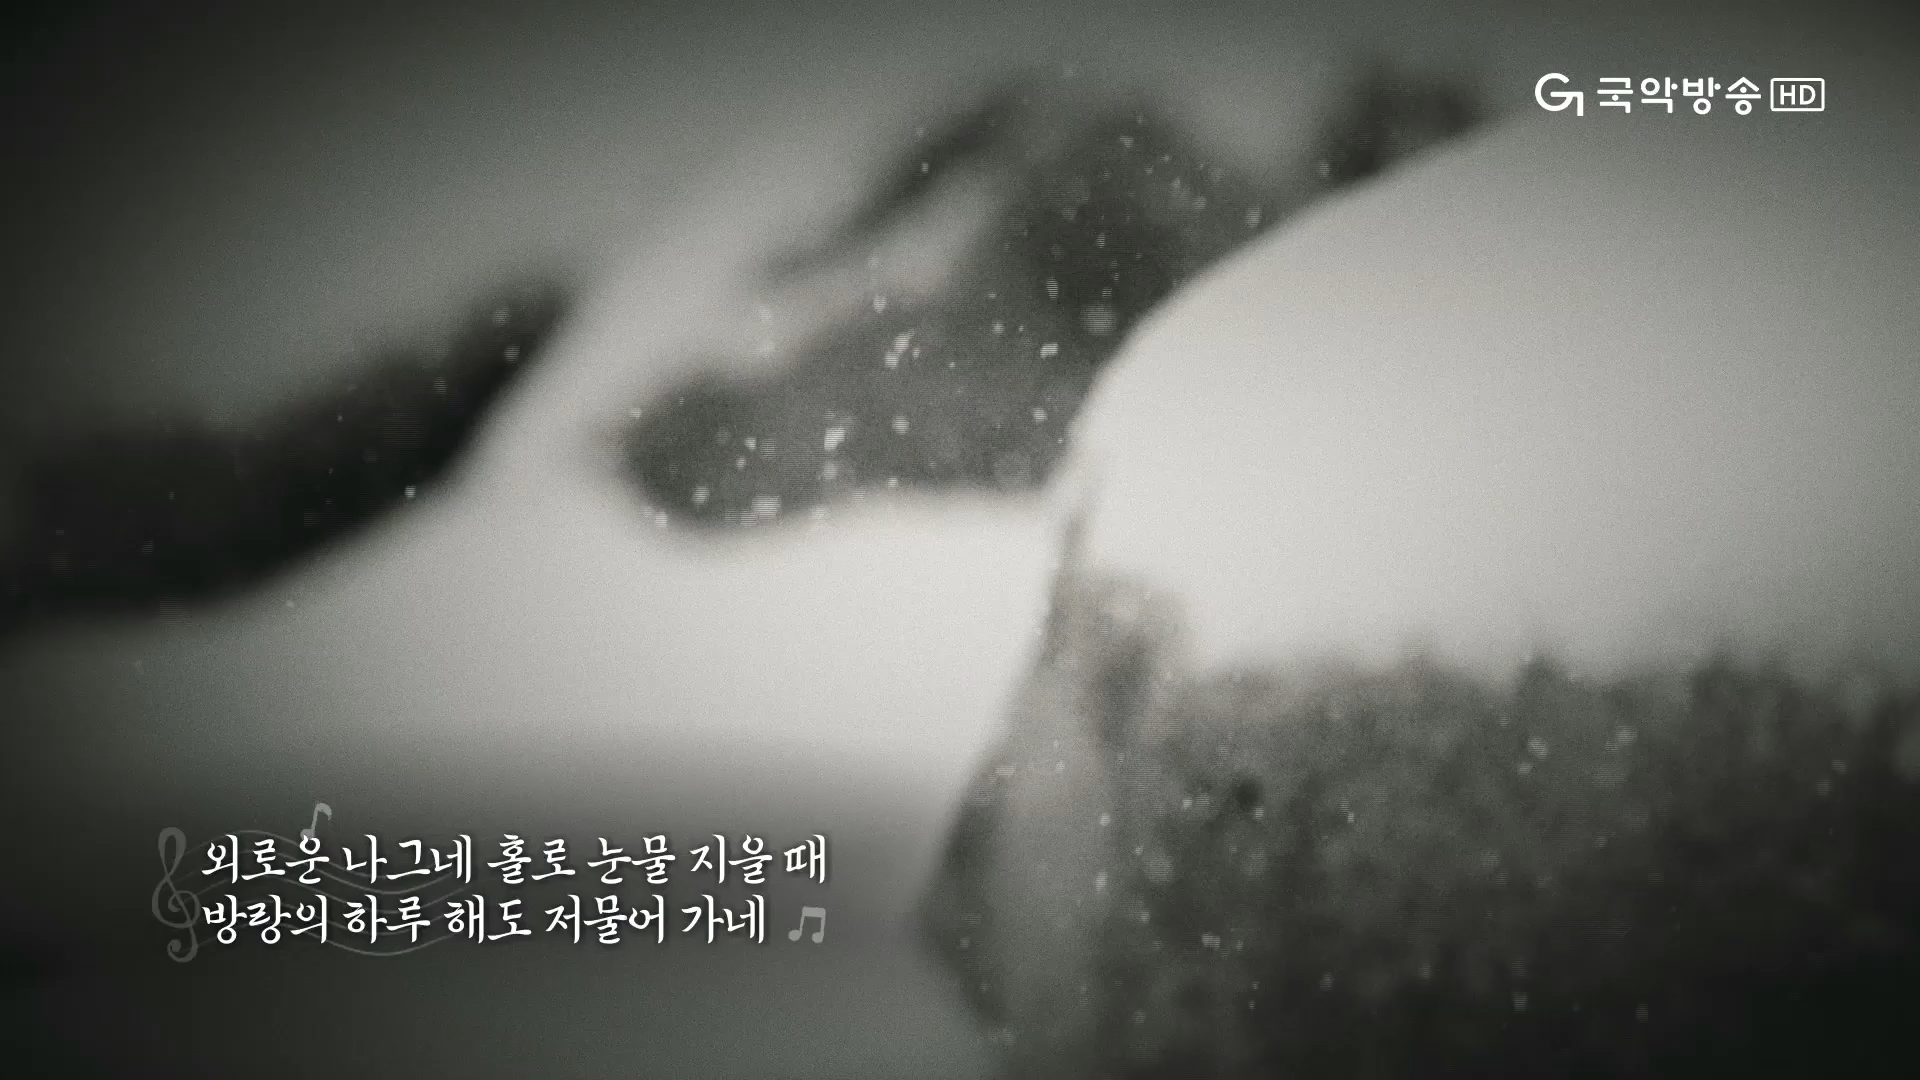 국악방송 HD
외로운 나그네 홀로 눈물 지을 때
방랑의 하루 해도 저물어 가네